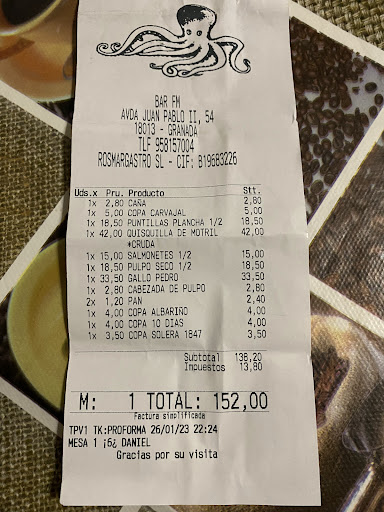 BAR FM
AVDA JUAN PABLO II, 54
18013 - GRANADA
TLF 958157004
ROSMARGASTRO SL - CIF: B19683226
Uds.x Pru. Producto Stt.
1x 2,80 CAÑA 2,80
1x 5,00 COPA CARVAJAL 5,00
1x 18,50 PUNTILLAS PLANCHA 1/2 18,50
1x 42,00 QUISQUILLA DE MOTRIL 42,00
*CRUDA
1x 15,00 SALMONETES 1/2 15,00
1x 18,50 PULPO SECO 1/2 18,50
1x 33,50 GALLO PEDRO 33,50
1x 2,80 CABEZADA DE PULPO 2,80
2x 1,20 PAN 2,40
1x 4,00 COPA ALBARIÑO 4,00
1x 4,00 COPA 10 DIAS 4,00
1x 3,50 COPA SOLERA 1847 3,50
Subtotal 138,20
Impuestos 13,80
M: 1 TOTAL: 152,00
Factura simplificada
TPV1 TK:PROFORMA 26/01/23 22:24
MESA 1 ¡6¿ DANIEL
Gracias por su visita